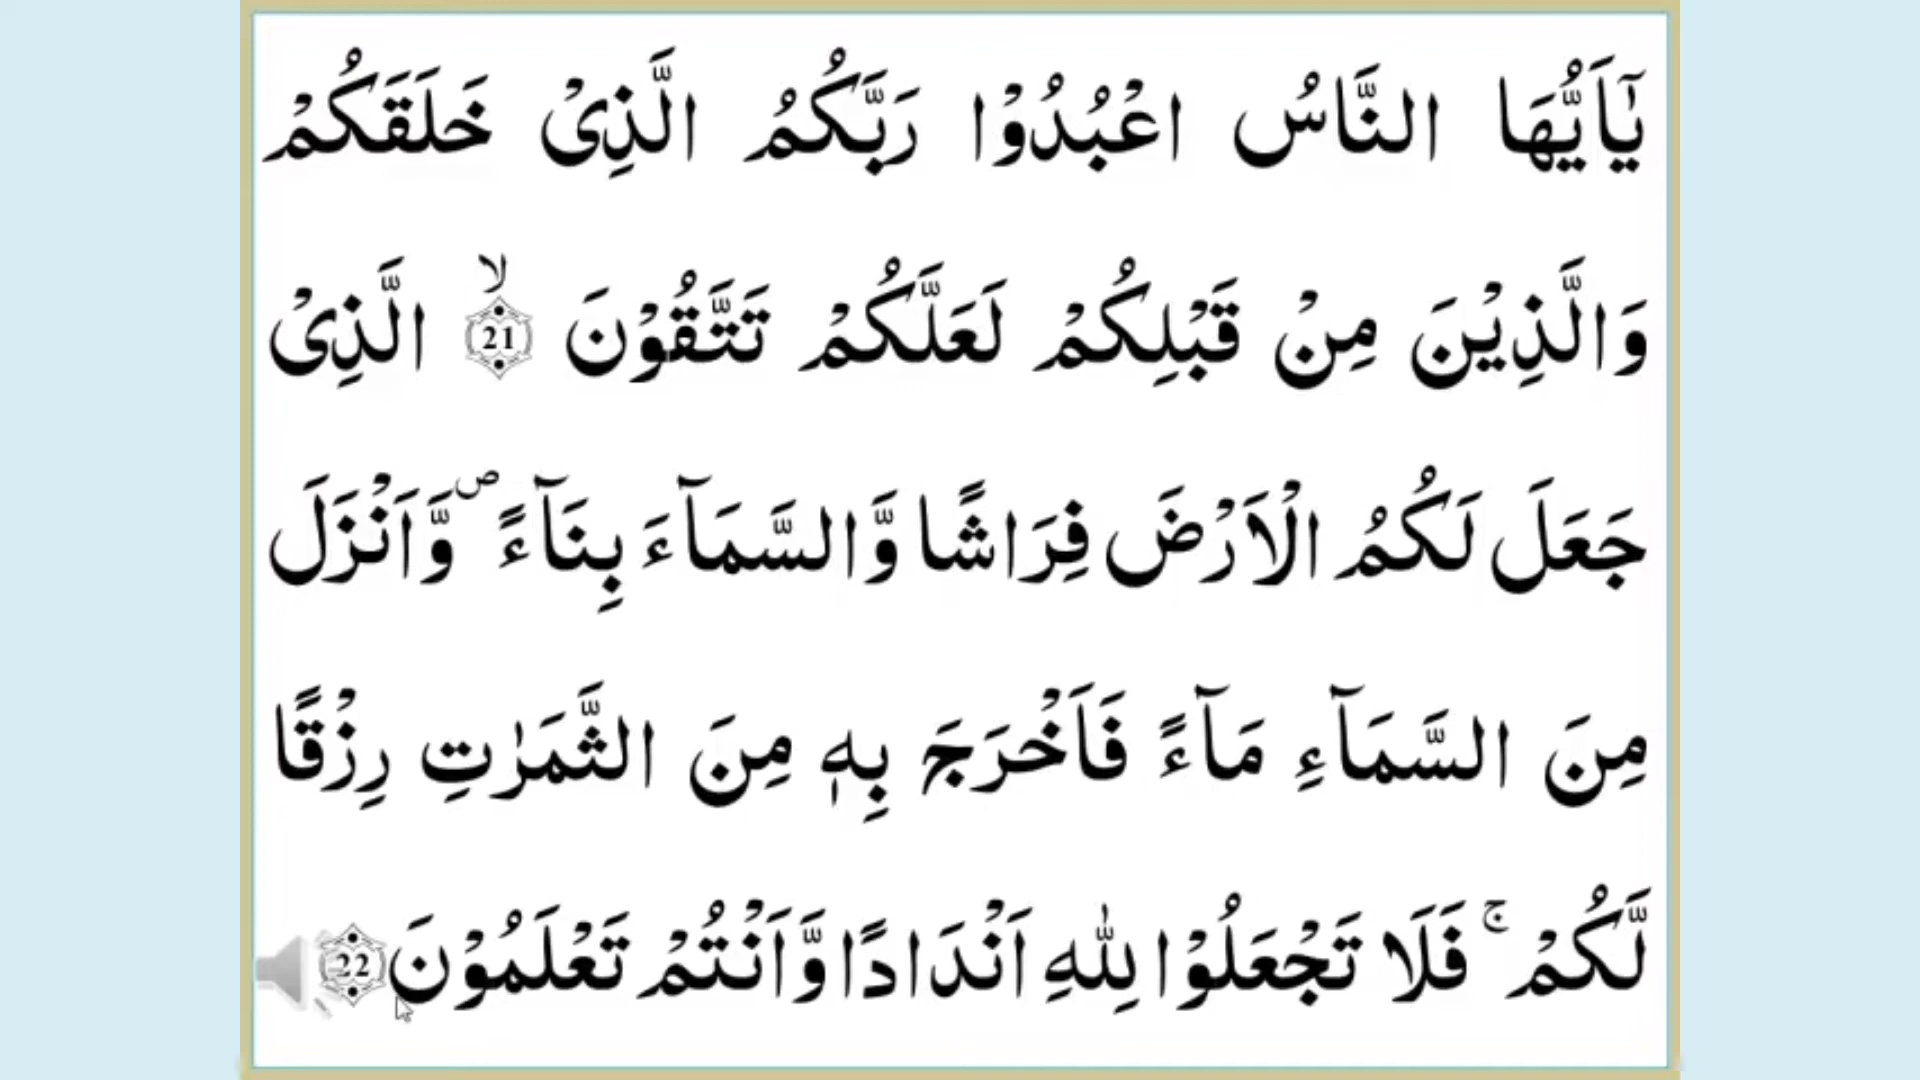 يٰٓاَيُّهَا النَّاسُ اعْبُدُوْا رَبَّكُمُ الَّذِىْ خَلَقَكُمْ
وَالَّذِيْنَ مِنْ قَبْلِكُمْ لَعَلَّكُمْ تَتَّقُوْنَ ۙ 21 الَّذِىْ
جَعَلَ لَكُمُ الْاَرْضَ فِرَاشًا وَّالسَّمَآءَ بِنَآءً ۪ وَّاَنْزَلَ
مِنَ السَّمَآءِ مَآءً فَاَخْرَجَ بِهٖ مِنَ الثَّمَرٰتِ رِزْقًا
لَّكُمْ ۚ فَلَا تَجْعَلُوْا لِلّٰهِ اَنْدَادًا وَّاَنْتُمْ تَعْلَمُوْنَ 22